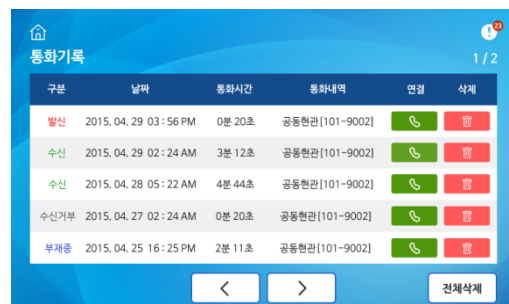 23
통화기록
1 / 2
구분 날짜 통화시간 통화내역 연결 삭제
발신 2015. 04. 29 03 : 56 PM 0분 20초 공동현관[101-9002]
수신 2015. 04. 29 02 : 24 AM 3분 12초 공동현관[101-9002]
수신 2015. 04. 28 05 : 22 AM 4분 44초 공동현관[101-9002]
수신거부 2015. 04. 27 02 : 24 AM 0분 20초 공동현관[101-9002]
부재중 2015. 04. 25 16 : 25 PM 2분 11초 공동현관[101-9002]
전체삭제